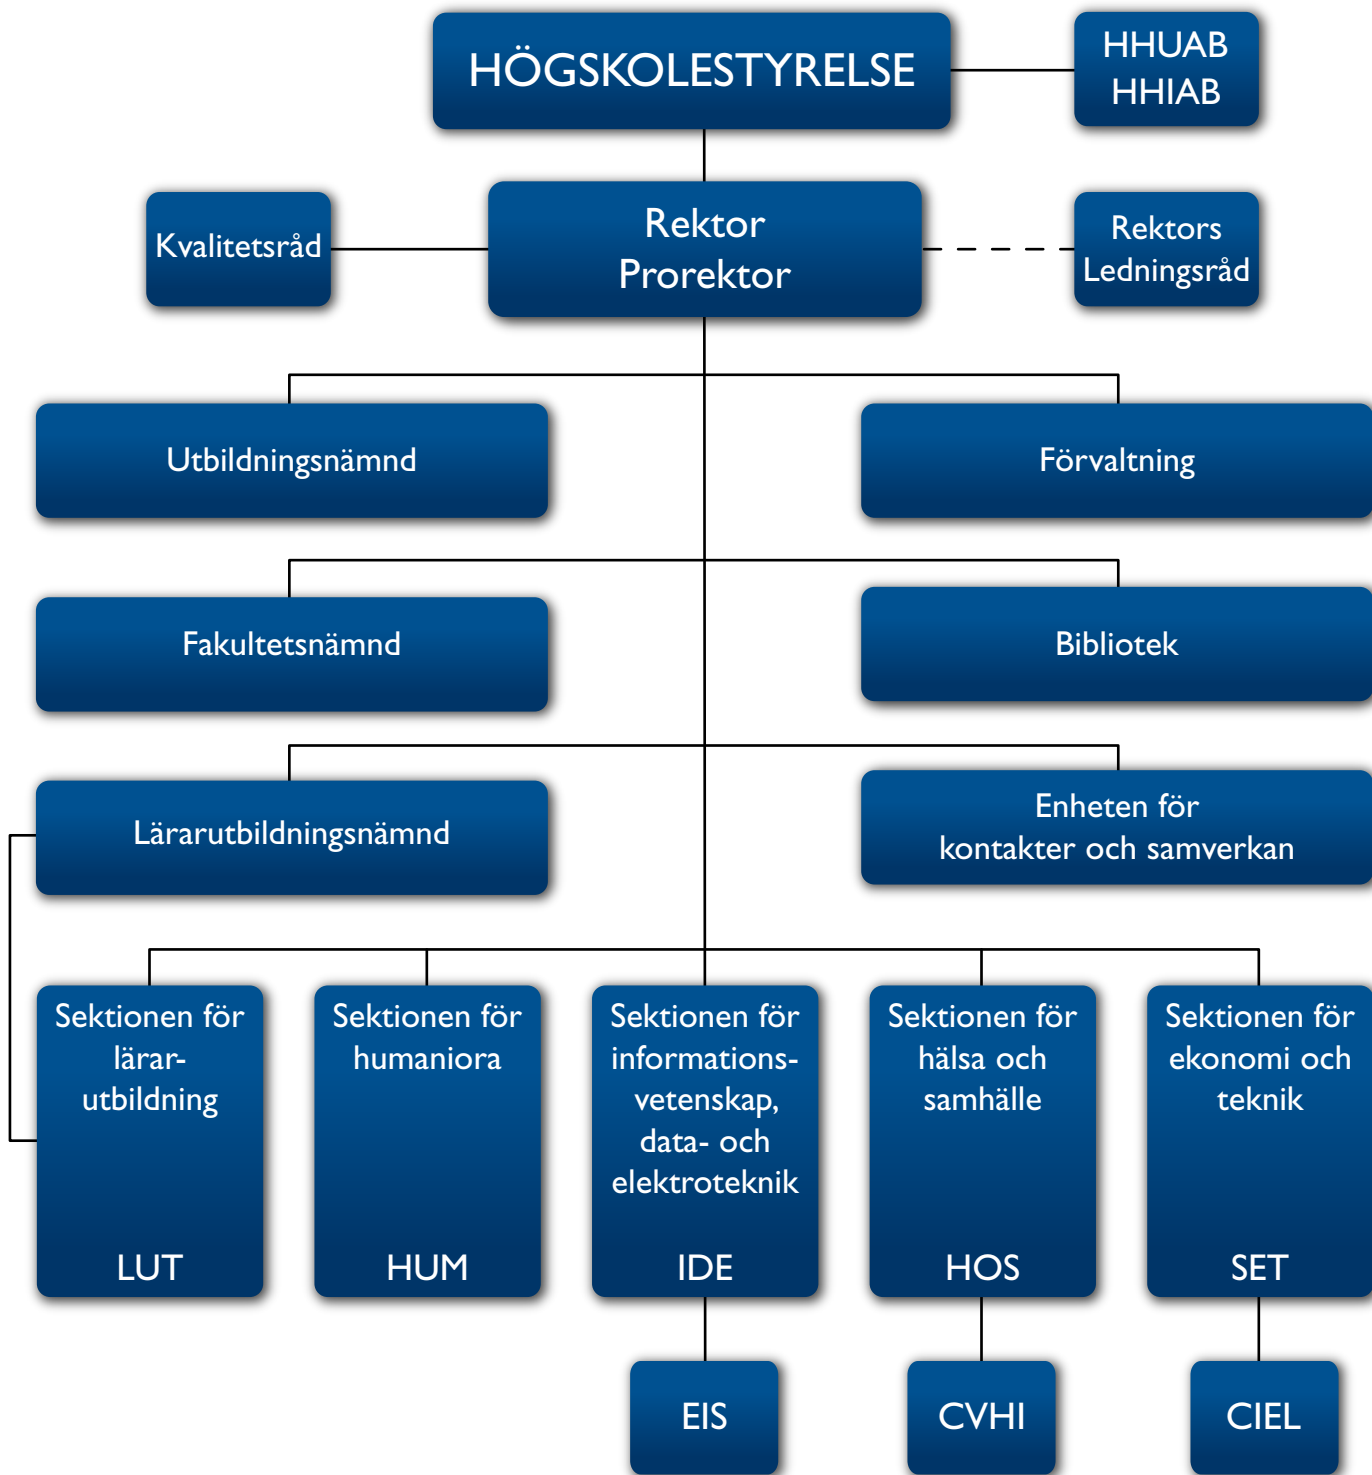 HÖGSKOLESTYRELSE
HHUAB
HHIAB
Kvalitetsråd
Rektor
Prorektor
Rektors
Ledningsråd
Utbildningsnämnd
Förvaltning
Fakultetsnämnd
Bibliotek
Lärarutbildningsnämnd
Enheten för
kontakter och samverkan
Sektionen för
lärar-
utbildning
LUT
Sektionen för
humaniora
HUM
Sektionen för
informations-
vetenskap,
data- och
elektroteknik
IDE
Sektionen för
hälsa och
samhälle
HOS
Sektionen för
ekonomi och
teknik
SET
EIS
CVHI
CIEL